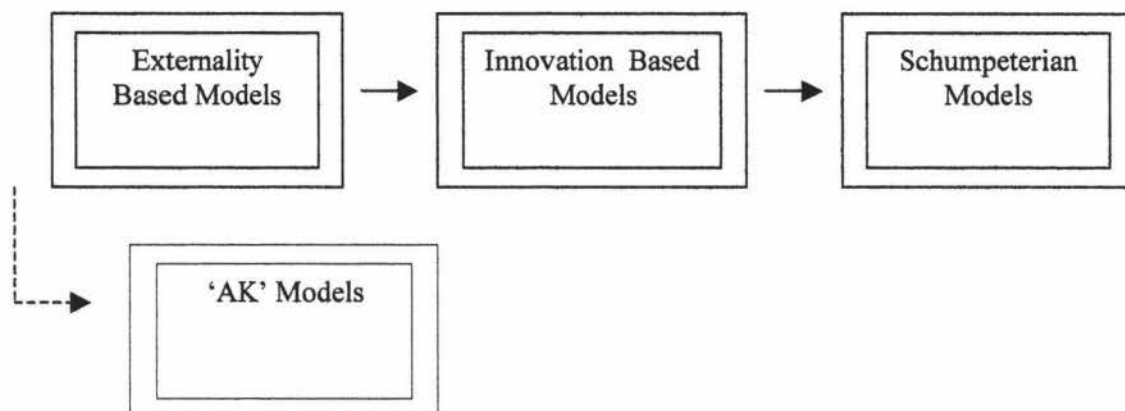 Externality
Based Models
Innovation Based
Models
Schumpeterian
Models
‘AK’ Models